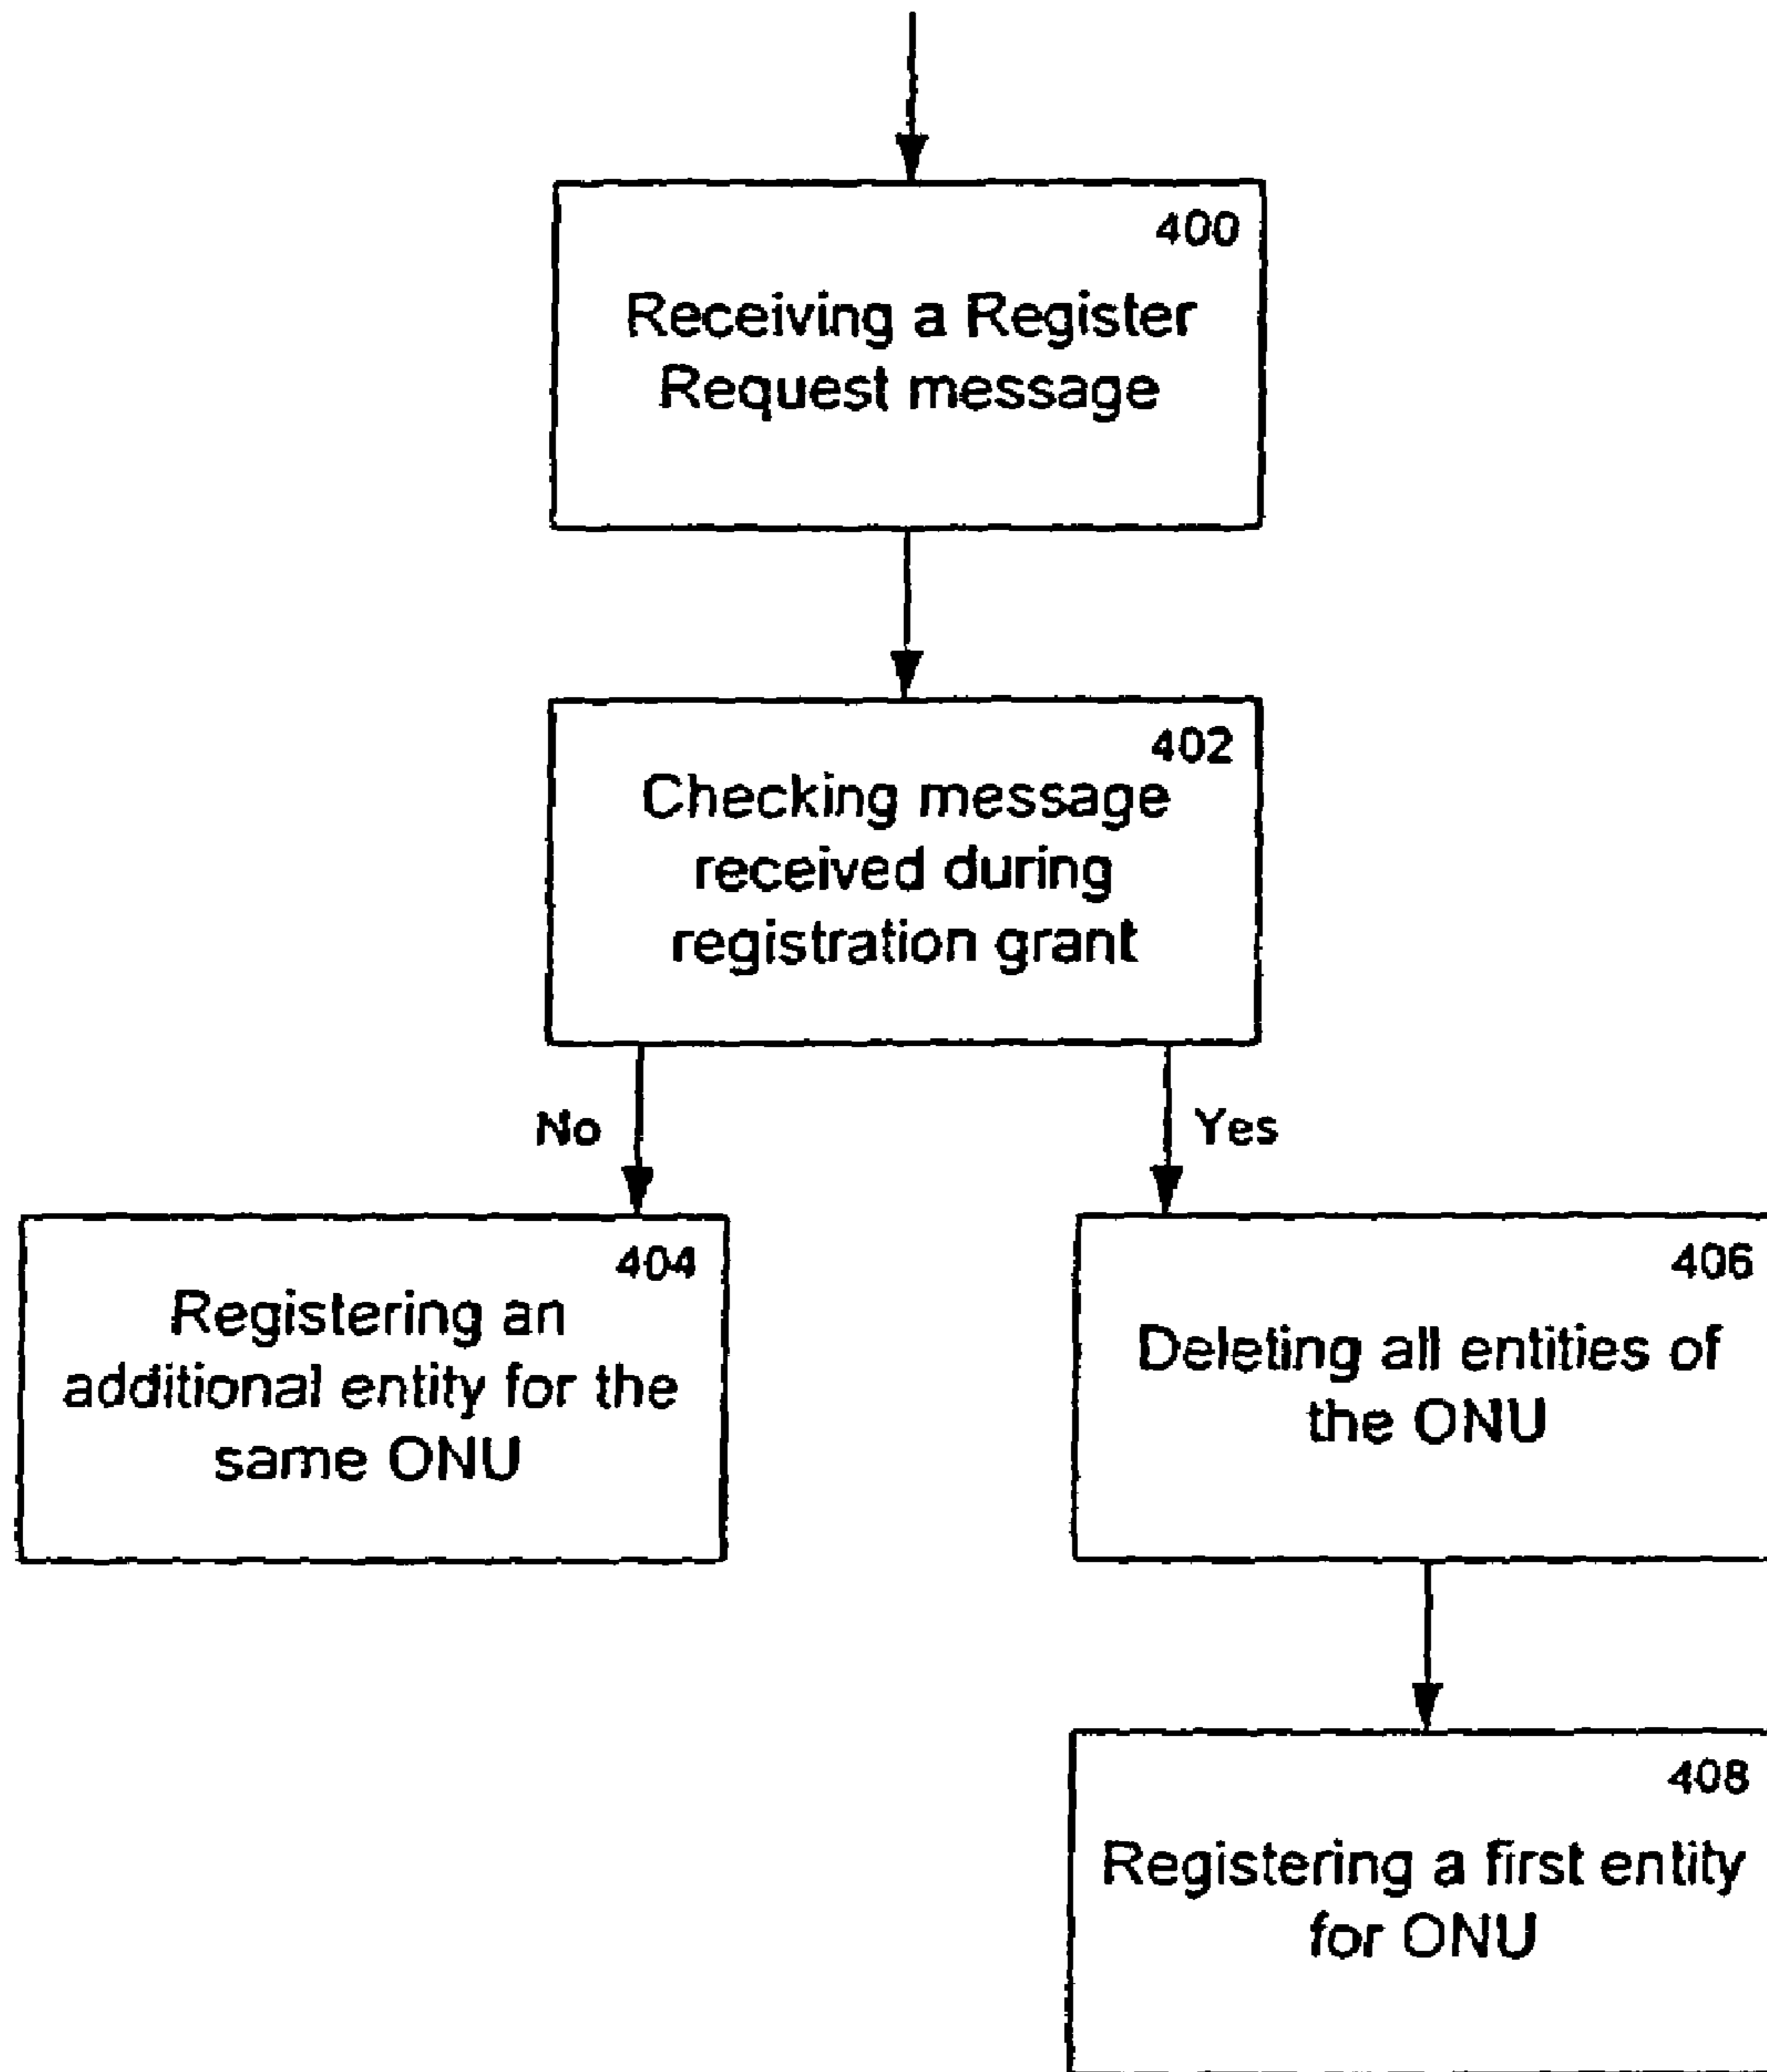 400
Receiving a Register
Request message
402
Checking message
received during
registration grant
No
Yes
404
Registering an
additional entity for the
same ONU
406
Deleting all entities of
the ONU
408
Registering a first entity
for ONU